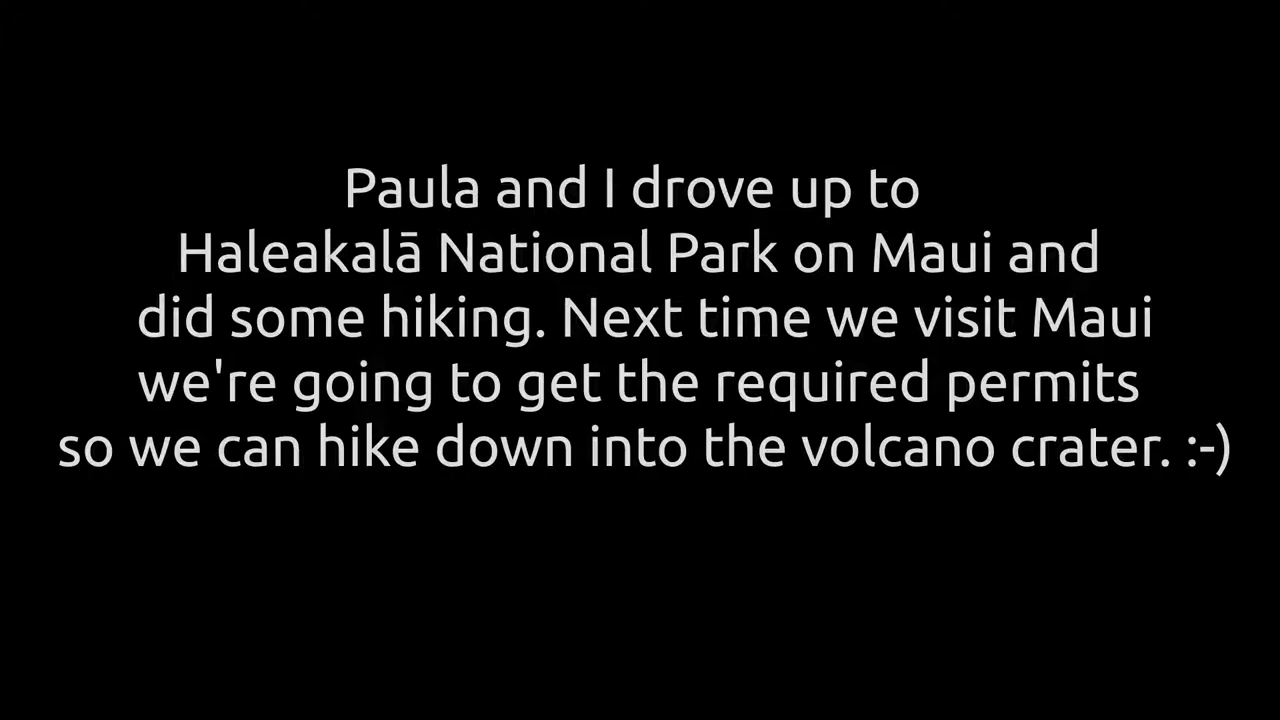 Paula and I drove up to
Haleakalā National Park on Maui and
did some hiking. Next time we visit Maui
we're going to get the required permits
so we can hike down into the volcano crater. :-)